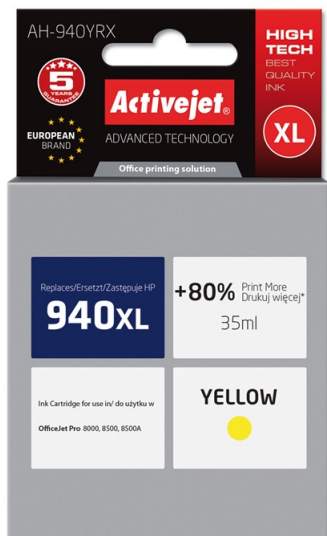 AH-940YRX
HIGH
TECH
BEST
QUALITY
INK
5
YEARS
GUARANTEE
Activejet®
EUROPEAN
BRAND
ADVANCED TECHNOLOGY
XL
Office printing solution
Replaces/Ersetzt/Zastępuje HP
940XL
+80% Print More
Drukuj więcej*
35ml
Ink Cartridge for use in/ do użytku w
OfficeJet Pro 8000, 8500, 8500A
YELLOW